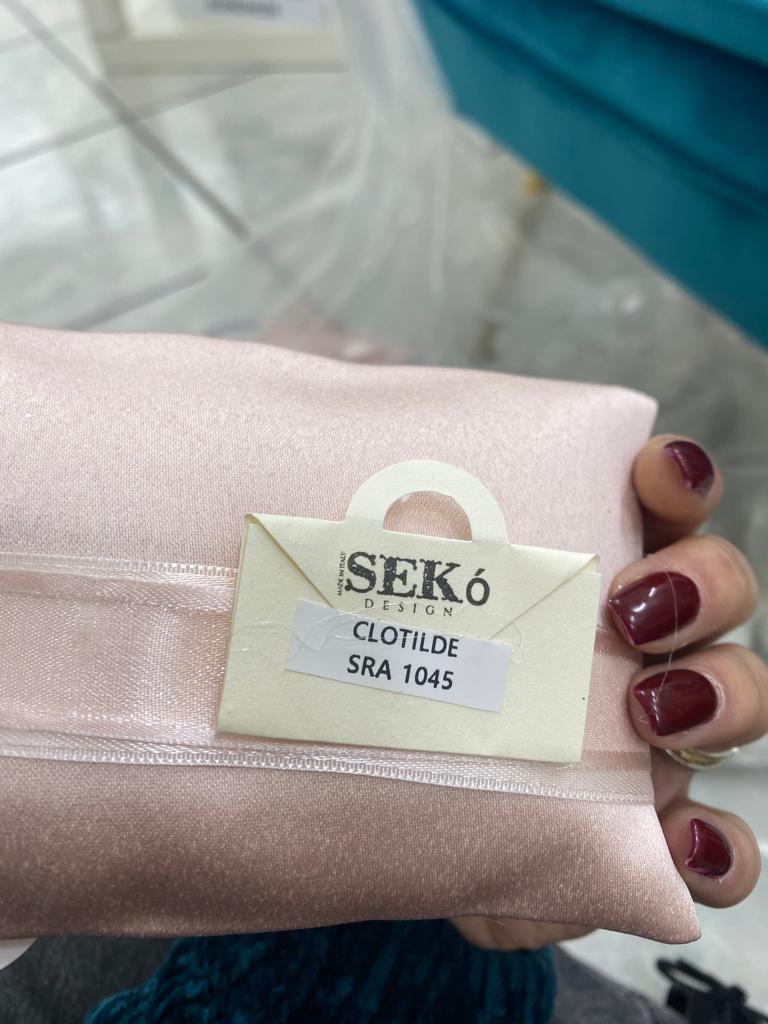 MADE IN ITALY
SEKó
DESIGN
CLOTILDE
SRA 1045